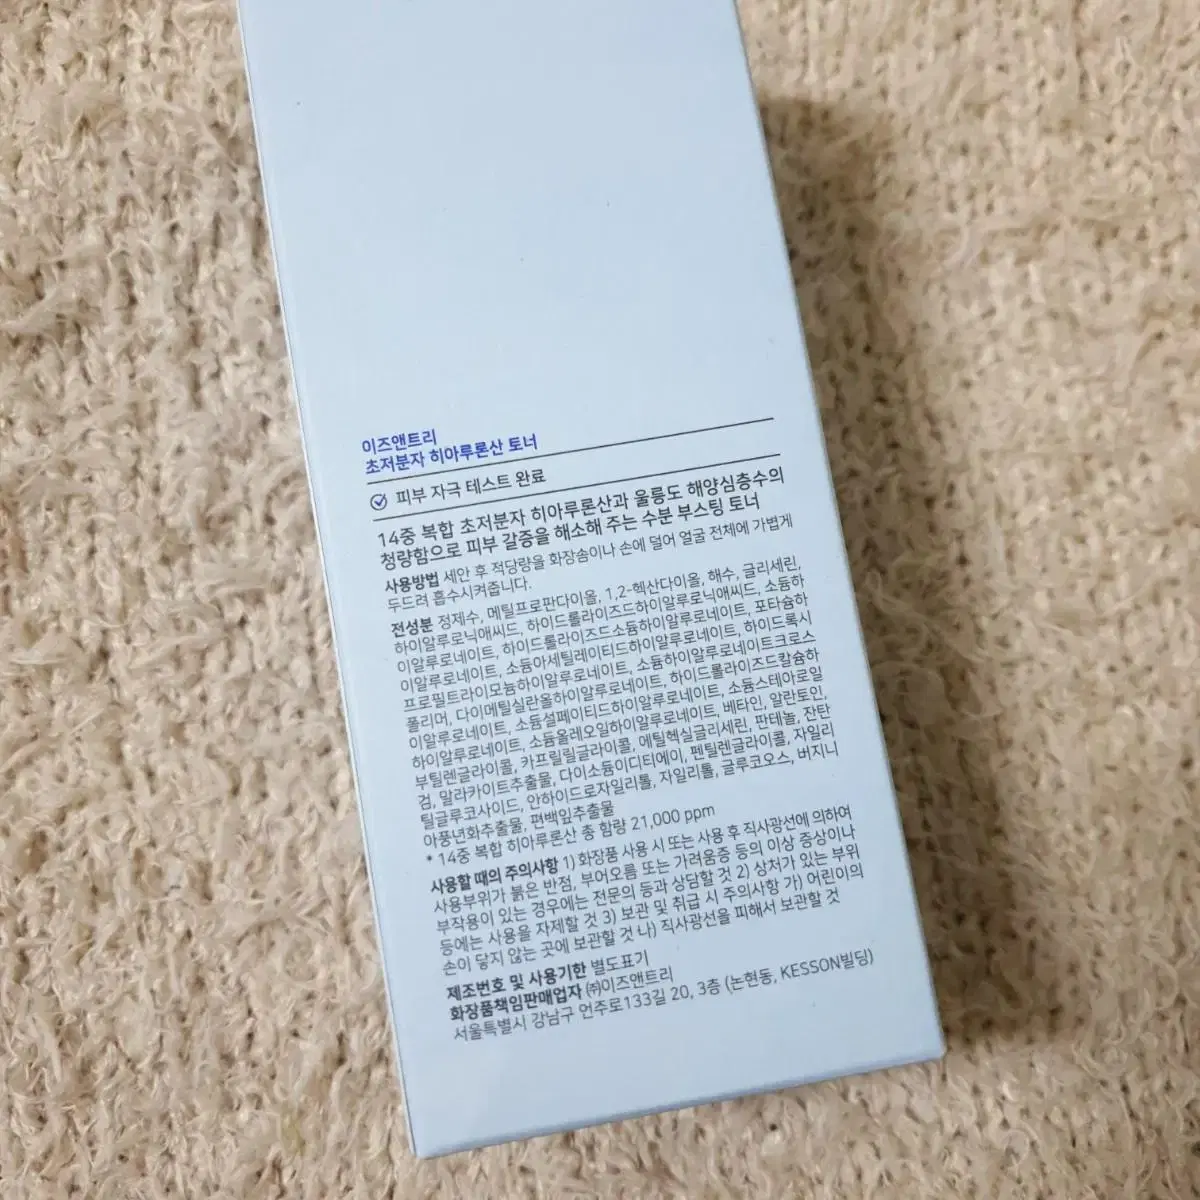 이즈앤트리
초저분자 히아루론산 토너
피부 자극 테스트 완료
14중 복합 초저분자 히아루론산과 울릉도 해양심층수의
청량함으로 피부 갈증을 해소해 주는 수분 부스팅 토너
사용방법 세안 후 적당량을 화장솜이나 손에 덜어 얼굴 전체에 가볍게
두드려 흡수시켜줍니다.
전성분 정제수, 메틸프로판다이올, 1,2-헥산다이올, 해수, 글리세린,
하이알루로닉애씨드, 하이드롤라이즈드하이알루로닉애씨드, 소듐하
이알루로네이트, 하이드롤라이즈드소듐하이알루로네이트, 포타슘하
이알루로네이트, 소듐아세틸레이티드하이알루로네이트, 하이드록시
프로필트라이모늄하이알루로네이트, 소듐하이알루로네이트크로스
폴리머, 다이메틸실란올하이알루로네이트, 하이드롤라이즈드칼슘하
이알루로네이트, 소듐설페이티드하이알루로네이트, 소듐스테아로일
하이알루로네이트, 소듐올레오일하이알루로네이트, 베타인, 알란토인,
부틸렌글라이콜, 카프릴릴글라이콜, 에틸헥실글리세린, 판테놀, 잔탄
검, 말라카이트추출물, 다이소듐이디티에이, 펜틸렌글라이콜, 자일리
틸글루코사이드, 안하이드로자일리톨, 자일리톨, 글루코오스, 버지니
아풍년화추출물, 편백잎추출물
* 14중 복합 히아루론산 총 함량 21,000 ppm
사용할 때의 주의사항 1) 화장품 사용 시 또는 사용 후 직사광선에 의하여
사용부위가 붉은 반점, 부어오름 또는 가려움증 등의 이상 증상이나
부작용이 있는 경우에는 전문의 등과 상담할 것 2) 상처가 있는 부위
등에는 사용을 자제할 것 3) 보관 및 취급 시 주의사항 가) 어린이의
손이 닿지 않는 곳에 보관할 것 나) 직사광선을 피해서 보관할 것
제조번호 및 사용기한 별도표기
화장품책임판매업자 ㈜이즈앤트리
서울특별시 강남구 언주로133길 20, 3층 (논현동, KESSON빌딩)